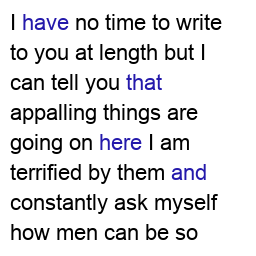 I have no time to write
to you at length but I
can tell you that
appalling things are
going on here I am
terrified by them and
constantly ask myself
how men can be so